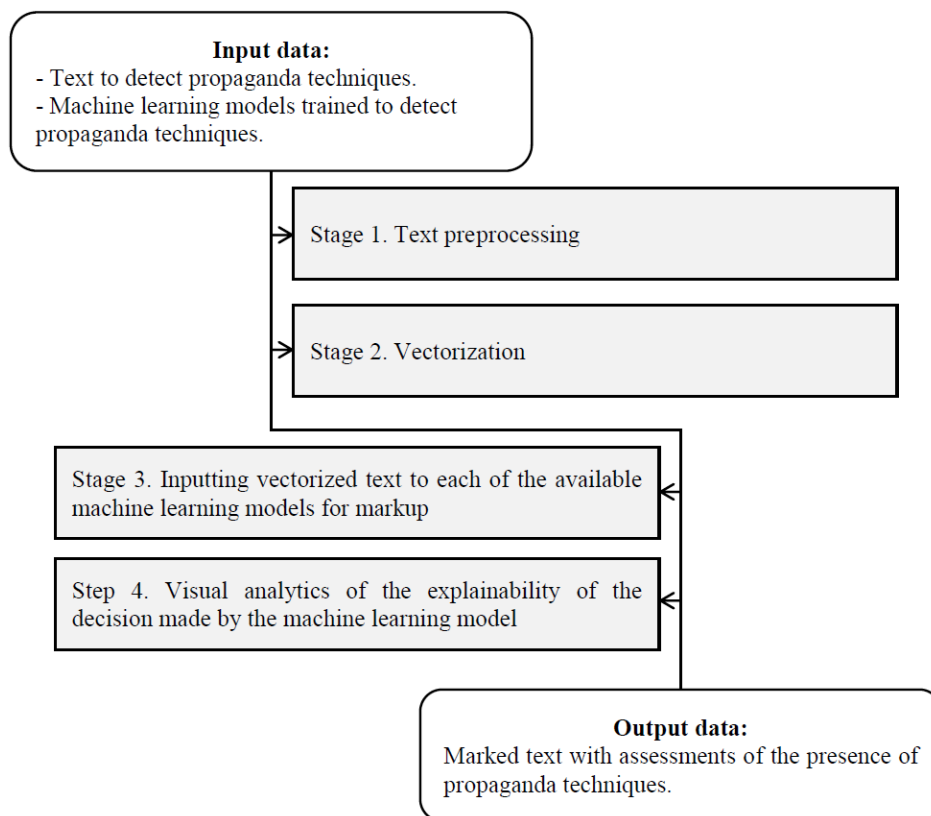 Input data:
- Text to detect propaganda techniques.
- Machine learning models trained to detect
propaganda techniques.
Stage 1. Text preprocessing
Stage 2. Vectorization
Stage 3. Inputting vectorized text to each of the available
machine learning models for markup
Step 4. Visual analytics of the explainability of the
decision made by the machine learning model
Output data:
Marked text with assessments of the presence of
propaganda techniques.